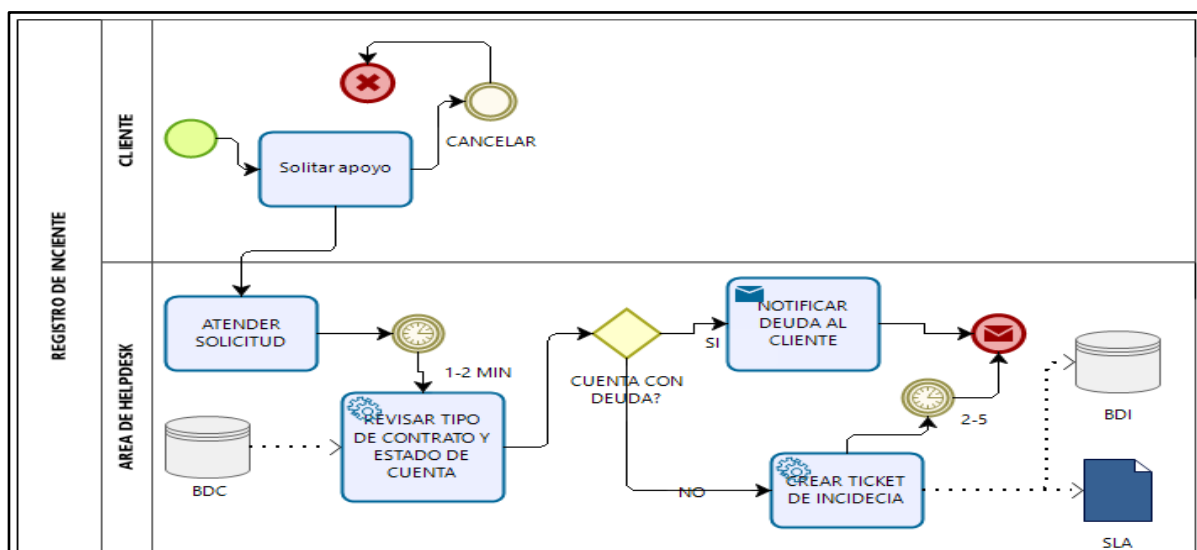 REGISTRO DE INCIENTE
CLIENTE
Solitar apoyo
CANCELAR
AREA DE HELPDESK
ATENDER
SOLICITUD
1-2 MIN
REVISAR TIPO
DE CONTRATO Y
ESTADO DE
CUENTA
BDC
CUENTA CON
DEUDA?
SI
NOTIFICAR
DEUDA AL
CLIENTE
NO
CREAR TICKET
DE INCIDECIA
2-5
BDI
SLA